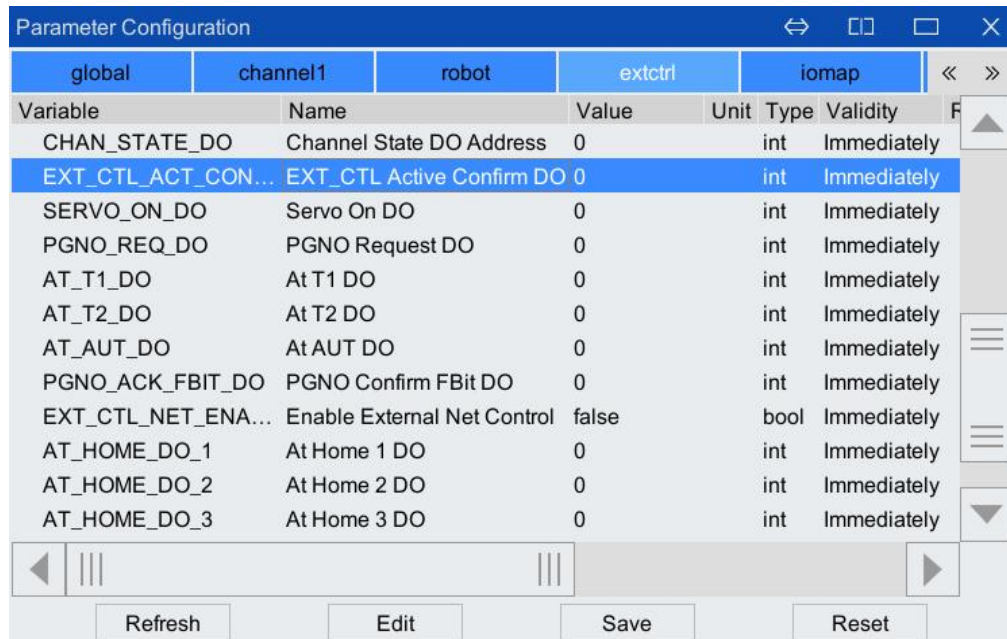 Parameter Configuration
global channel1 robot extctrl iomap
Variable Name Value Unit Type Validity
CHAN_STATE_DO Channel State DO Address 0 int Immediately
EXT_CTL_ACT_CON... EXT_CTL Active Confirm DO 0 int Immediately
SERVO_ON_DO Servo On DO 0 int Immediately
PGNO_REQ_DO PGNO Request DO 0 int Immediately
AT_T1_DO At T1 DO 0 int Immediately
AT_T2_DO At T2 DO 0 int Immediately
AT_AUT_DO At AUT DO 0 int Immediately
PGNO_ACK_FBIT_DO PGNO Confirm FBit DO 0 int Immediately
EXT_CTL_NET_ENA... Enable External Net Control false bool Immediately
AT_HOME_DO_1 At Home 1 DO 0 int Immediately
AT_HOME_DO_2 At Home 2 DO 0 int Immediately
AT_HOME_DO_3 At Home 3 DO 0 int Immediately
Refresh Edit Save Reset